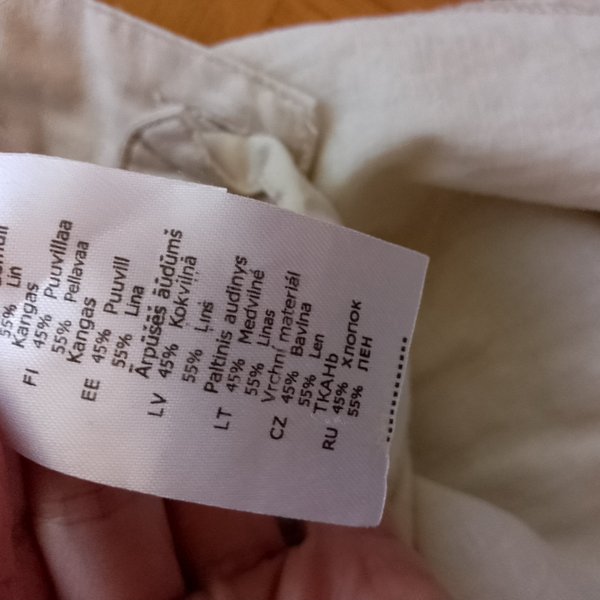 55% Lin
FI Kangas
45% Puuvillaa
55% Pellavaa
EE Kangas
45% Puuvill
55% Lina
LV Ārpuses audums
45% Kokvilna
55% Lins
LT Paltinis audinys
45% Medvilnė
55% Linas
CZ Vrchní materiál
45% Bavlna
55% Len
RU ТКАНЬ
45% ХЛОПОК
55% ЛЕН